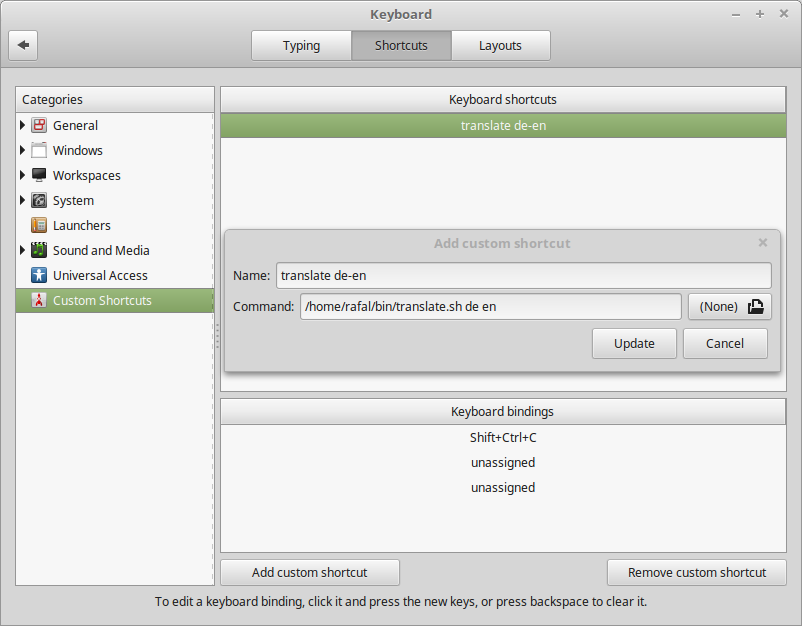 Keyboard
Typing Shortcuts Layouts
Categories
General
Windows
Workspaces
System
Launchers
Sound and Media
Universal Access
Custom Shortcuts
Keyboard shortcuts
translate de-en
Add custom shortcut
Name: translate de-en
Command: /home/rafal/bin/translate.sh de en (None)
Update Cancel
Keyboard bindings
Shift+Ctrl+C
unassigned
unassigned
Add custom shortcut Remove custom shortcut
To edit a keyboard binding, click it and press the new keys, or press backspace to clear it.